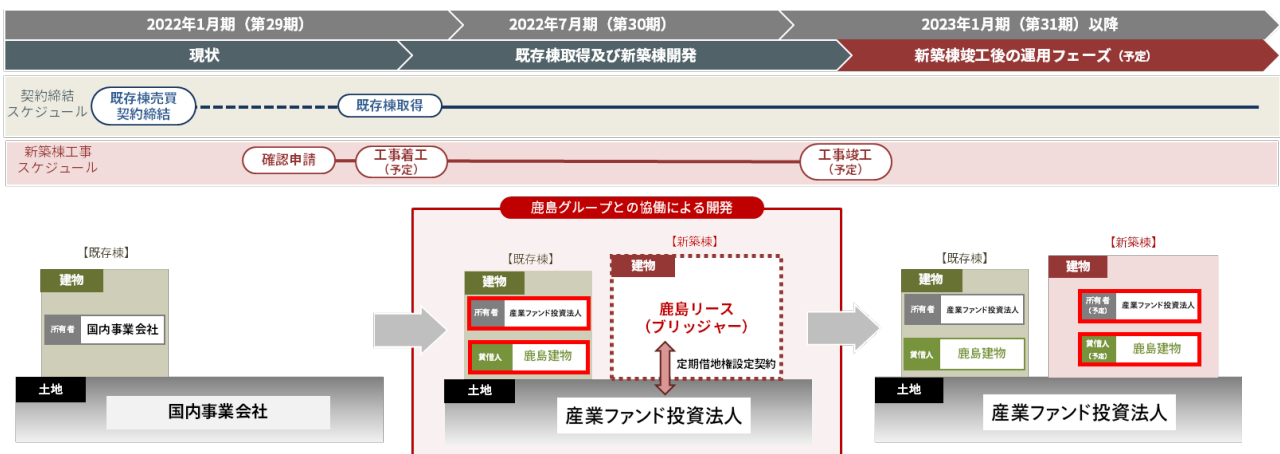 2022年1月期（第29期）
2022年7月期（第30期）
2023年1月期（第31期）以降
現状
既存棟取得及び新築棟開発
新築棟竣工後の運用フェーズ（予定）
契約締結
スケジュール
既存棟売買
契約締結
既存棟取得
新築棟工事
スケジュール
確認申請
工事着工
（予定）
工事竣工
（予定）
鹿島グループとの協働による開発
【既存棟】
建物
所有者
国内事業会社
土地
国内事業会社
【既存棟】
建物
所有者
産業ファンド投資法人
賃借人
鹿島建物
【新築棟】
建物
鹿島リース
（ブリッジャー）
定期借地権設定契約
土地
産業ファンド投資法人
【既存棟】
建物
所有者
産業ファンド投資法人
賃借人
鹿島建物
【新築棟】
建物
所有者
（予定）
産業ファンド投資法人
賃借人
（予定）
鹿島建物
土地
産業ファンド投資法人